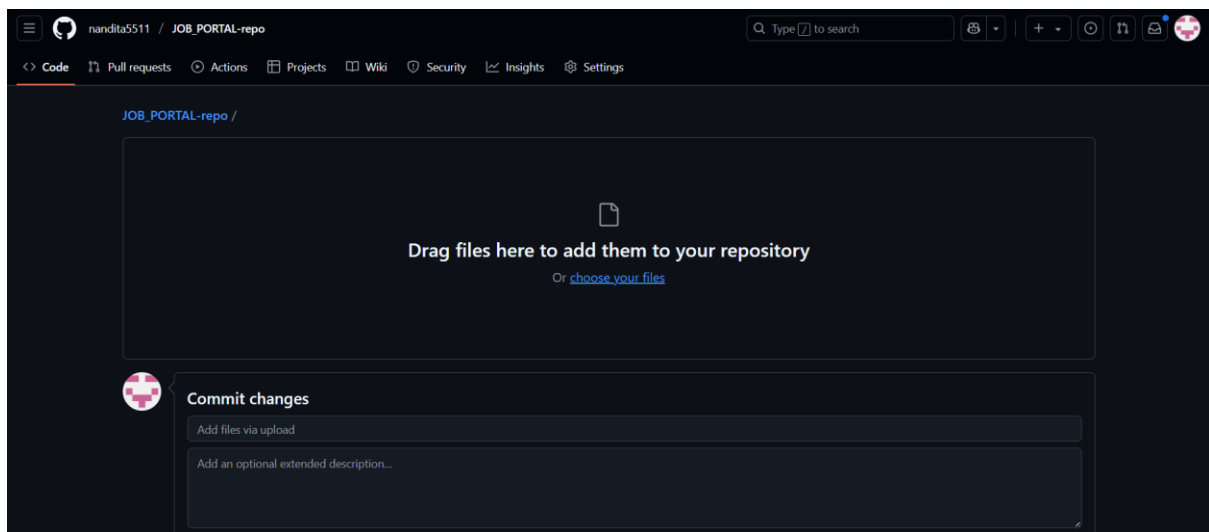 nandita5511 / JOB_PORTAL-repo
Type / to search
Code Pull requests Actions Projects Wiki Security Insights Settings
JOB_PORTAL-repo /
Drag files here to add them to your repository
Or choose your files
Commit changes
Add files via upload
Add an optional extended description...